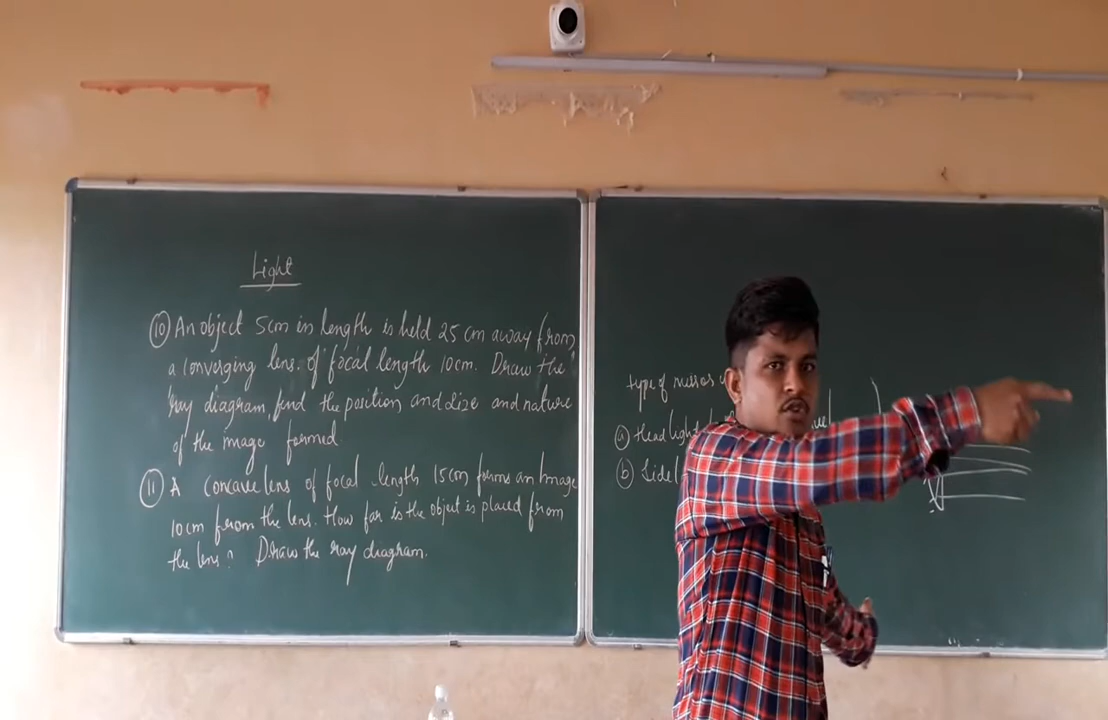 Light
⑩ An object 5cm in length is held 25 cm away from
a converging lens. of focal length 10cm. Draw the
ray diagram, find the position and size and nature
of the image formed
⑪ A concave lens of focal length 15cm forms an Image
10cm from the lens. How far is the object is placed from
the lens? Draw the ray diagram.
type of mirror
ⓐ Head light
ⓑ Side